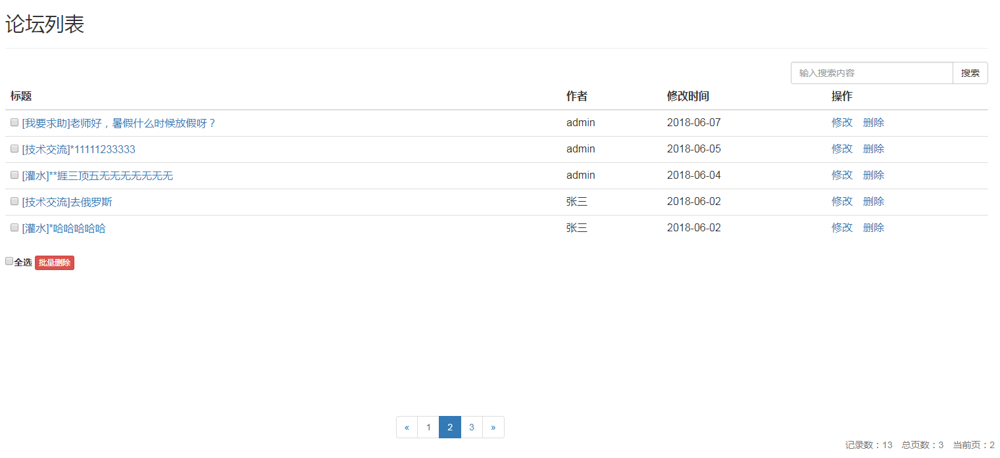 论坛列表
输入搜索内容 搜索
标题 作者 修改时间 操作
[我要求助]老师好，暑假什么时候放假呀？ admin 2018-06-07 修改 删除
[技术交流]*11111233333 admin 2018-06-05 修改 删除
[灌水]**捱三顶五无无无无无无无 admin 2018-06-04 修改 删除
[技术交流]去俄罗斯 张三 2018-06-02 修改 删除
[灌水]*哈哈哈哈哈 张三 2018-06-02 修改 删除
全选 批量删除
« 1 2 3 »
记录数：13 总页数：3 当前页：2